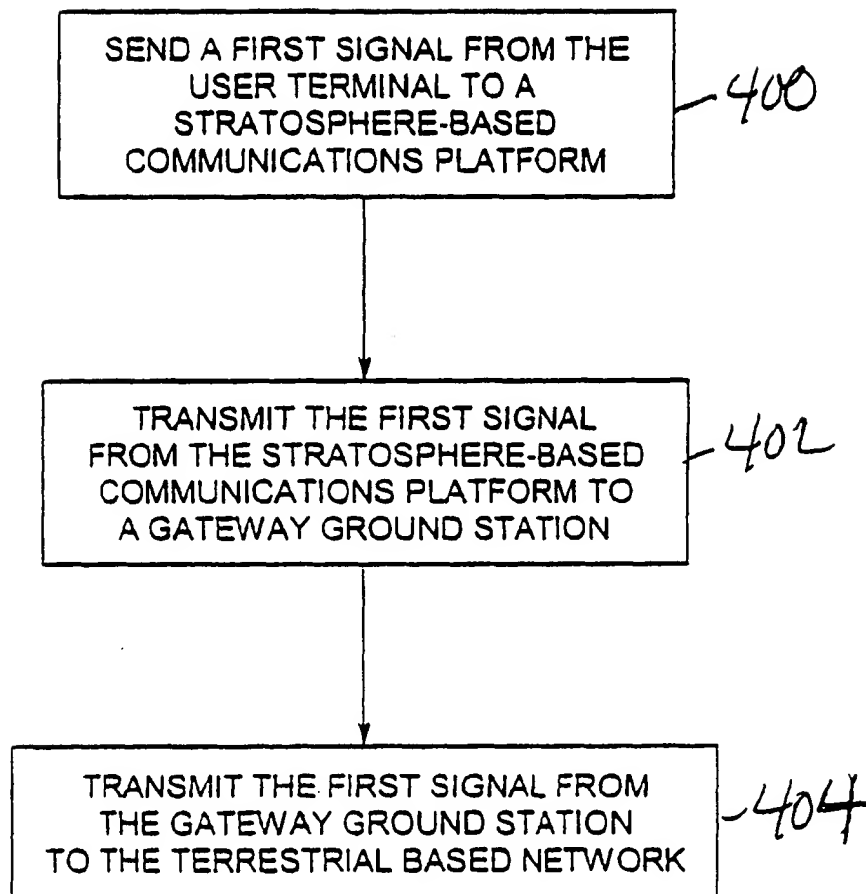 SEND A FIRST SIGNAL FROM THE
USER TERMINAL TO A
STRATOSPHERE-BASED
COMMUNICATIONS PLATFORM
400
TRANSMIT THE FIRST SIGNAL
FROM THE STRATOSPHERE-BASED
COMMUNICATIONS PLATFORM TO
A GATEWAY GROUND STATION
402
TRANSMIT THE FIRST SIGNAL FROM
THE GATEWAY GROUND STATION
TO THE TERRESTRIAL BASED NETWORK
404